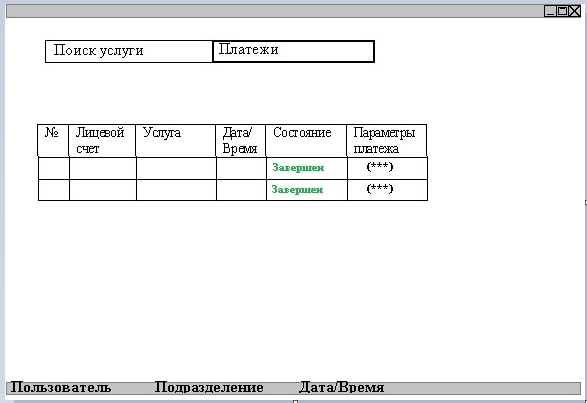 Поиск услуги Платежи
№ Лицевой счет Услуга Дата/Время Состояние Параметры платежа
Завершен (***)
Завершен (***)
Пользователь Подразделение Дата/Время